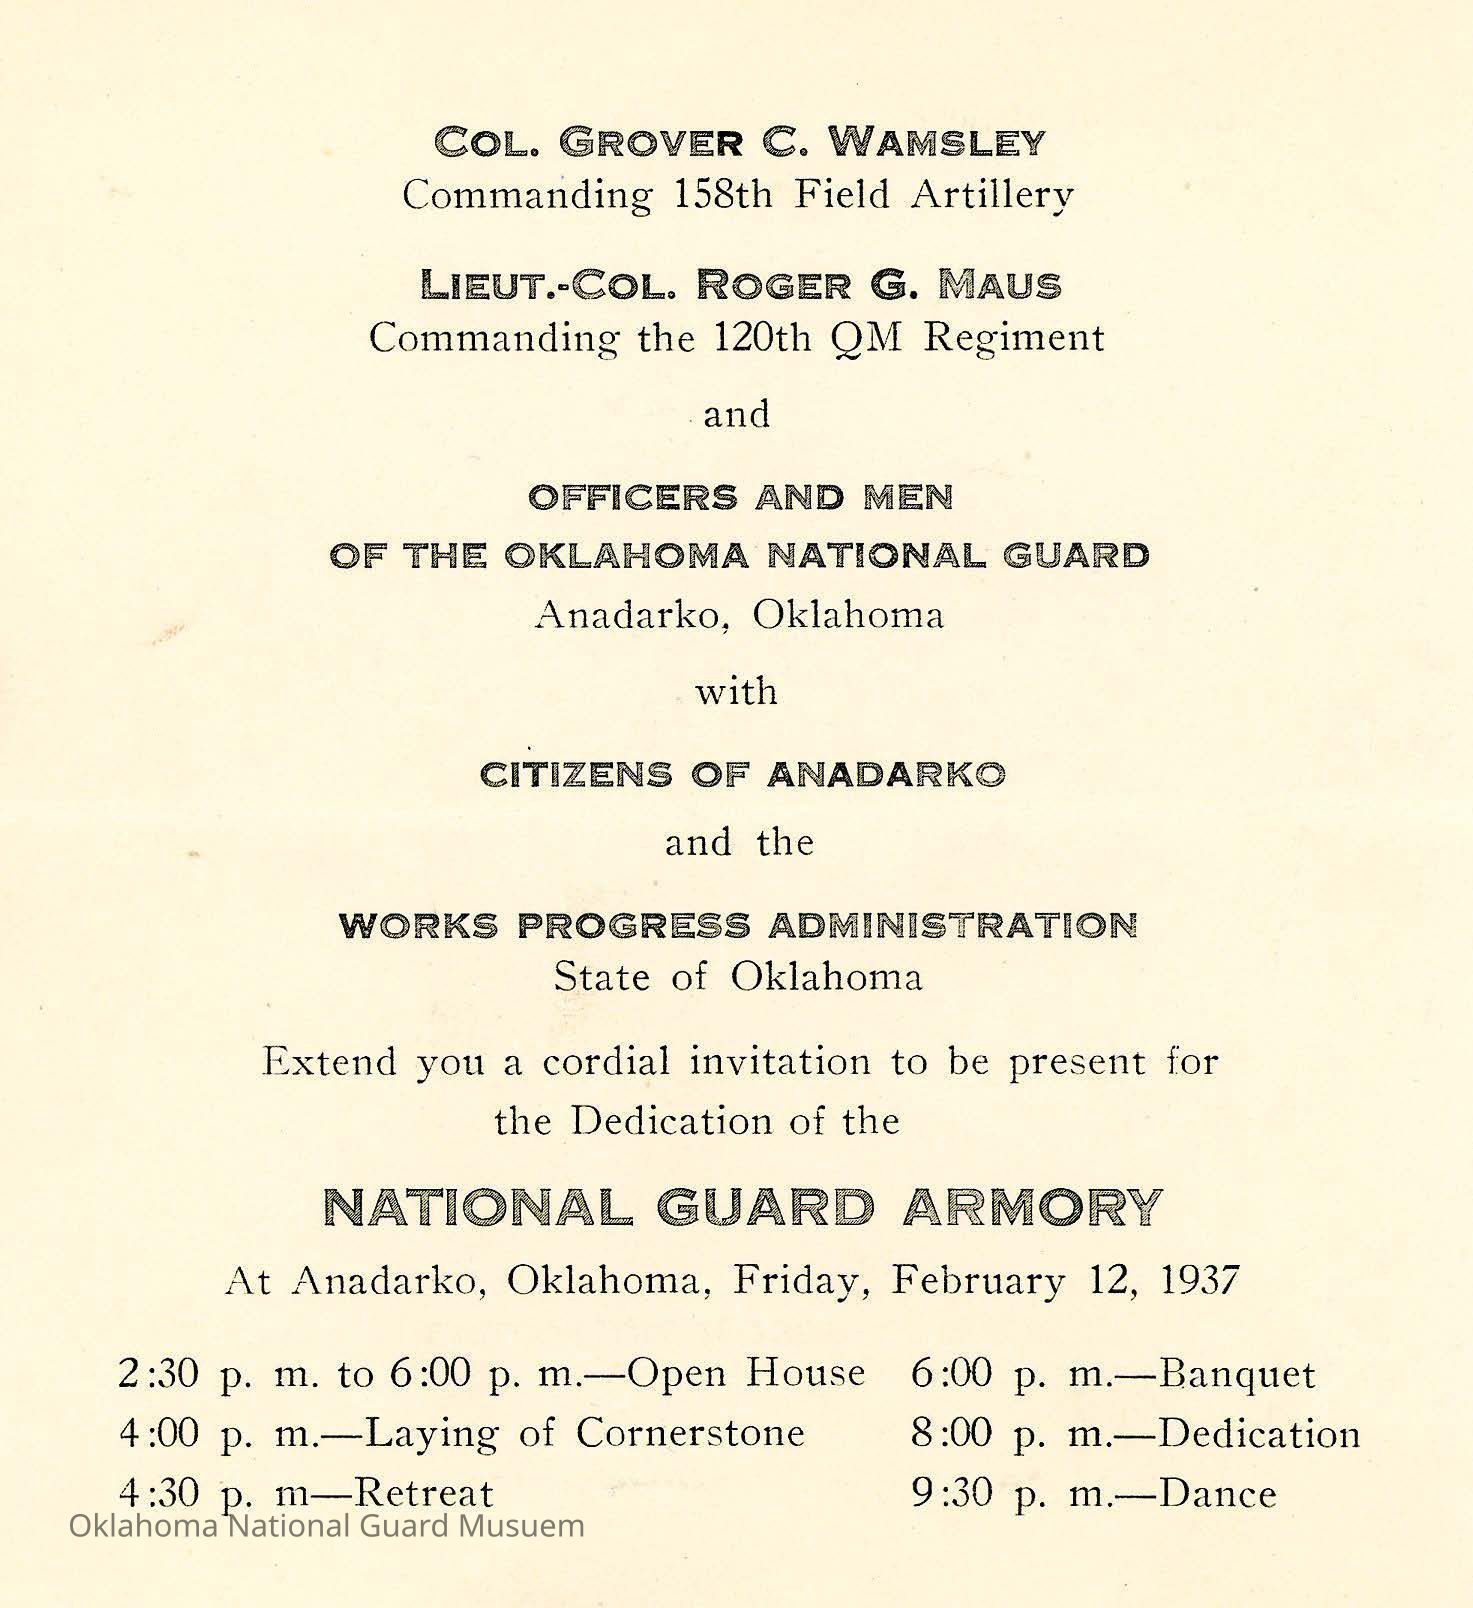 COL. GROVER C. WAMSLEY
Commanding 158th Field Artillery
LIEUT.-COL. ROGER G. MAUS
Commanding the 120th QM Regiment
and
OFFICERS AND MEN
OF THE OKLAHOMA NATIONAL GUARD
Anadarko, Oklahoma
with
CITIZENS OF ANADARKO
and the
WORKS PROGRESS ADMINISTRATION
State of Oklahoma
Extend you a cordial invitation to be present for
the Dedication of the
NATIONAL GUARD ARMORY
At Anadarko, Oklahoma, Friday, February 12, 1937
2:30 p. m. to 6:00 p. m.—Open House
4:00 p. m.—Laying of Cornerstone
4:30 p. m—Retreat
6:00 p. m.—Banquet
8:00 p. m.—Dedication
9:30 p. m.—Dance
Oklahoma National Guard Musuem